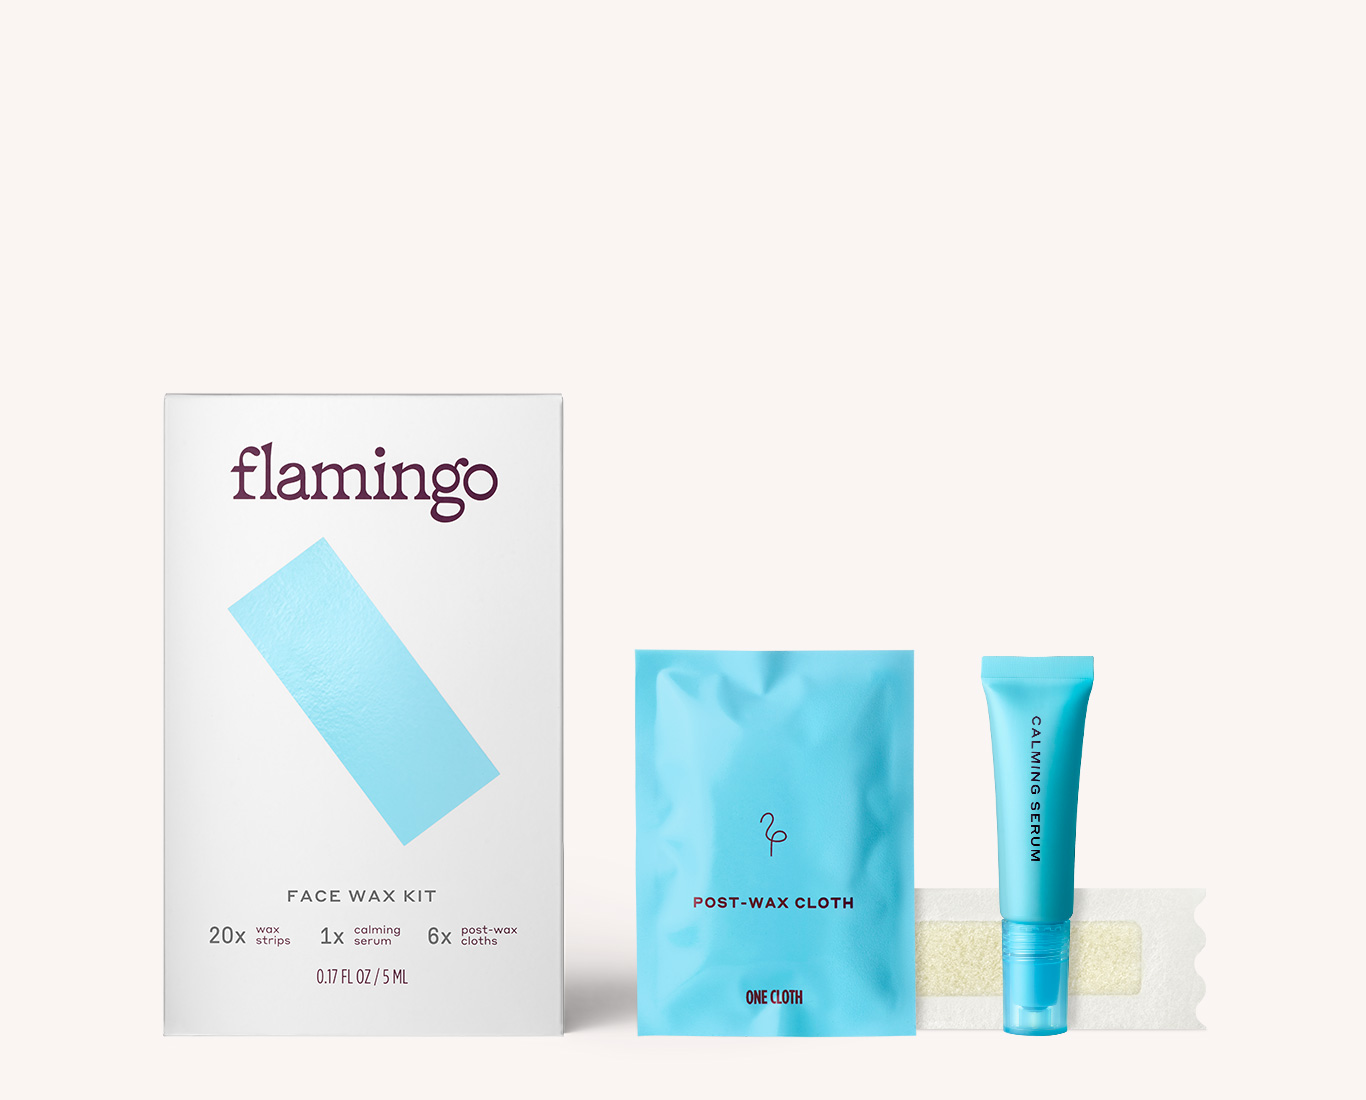 flamingo
FACE WAX KIT
20x wax strips 1x calming serum 6x post-wax cloths
0.17 FL OZ / 5 ML
POST-WAX CLOTH
ONE CLOTH
CALMING SERUM